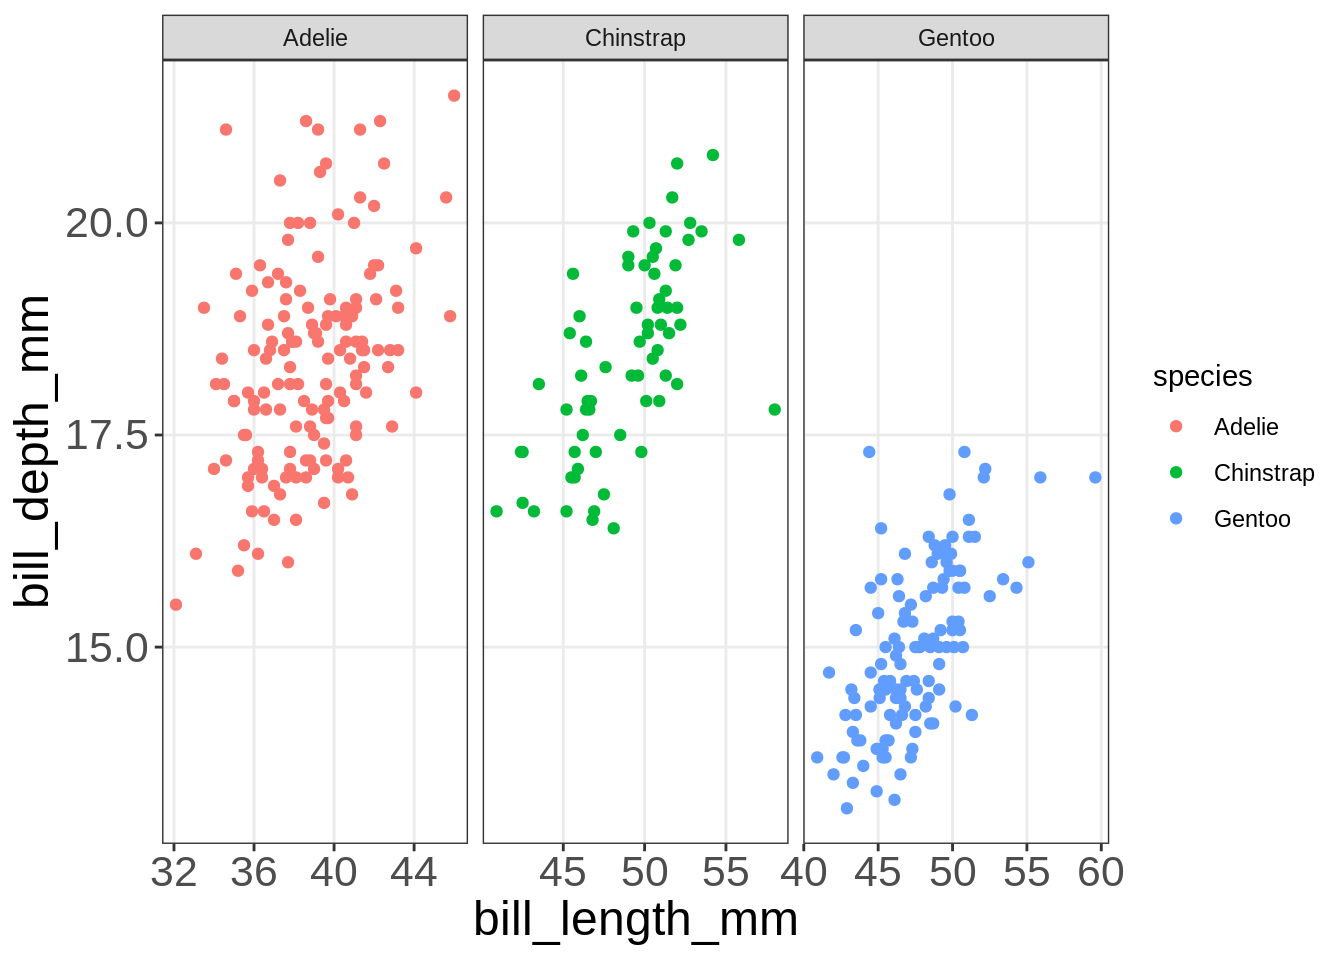 Adelie Chinstrap Gentoo
20.0
17.5
15.0
bill_depth_mm
32 36 40 44 45 50 55 40 45 50 55 60
bill_length_mm
species
Adelie
Chinstrap
Gentoo